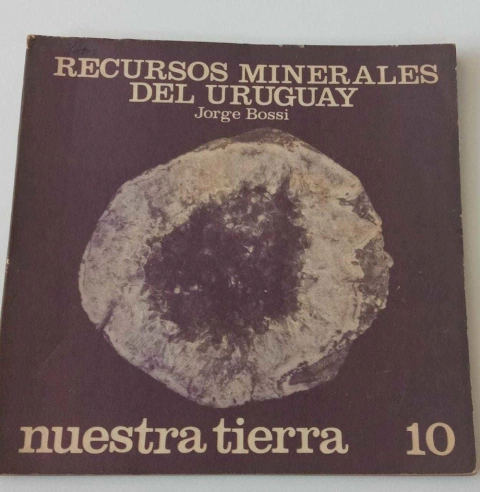 RECURSOS MINERALES
DEL URUGUAY
Jorge Bossi
nuestra tierra 10